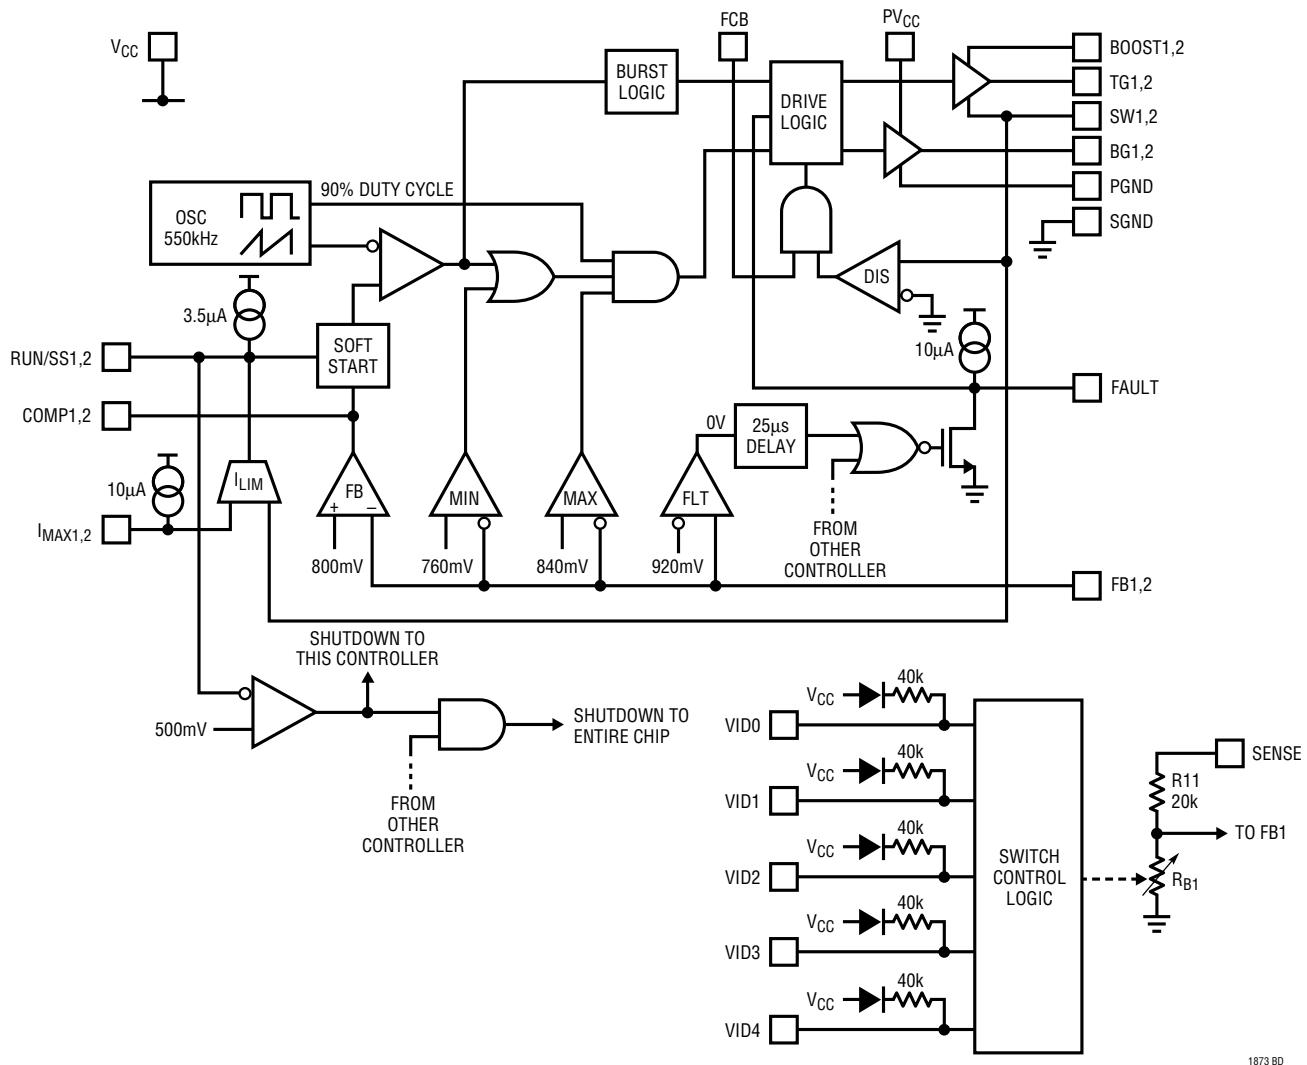 FCB
PVCC
VCC
BOOST1,2
BURST
LOGIC
TG1,2
DRIVE
LOGIC
SW1,2
BG1,2
90% DUTY CYCLE
PGND
OSC
550kHz
SGND
DIS
3.5µA
10µA
RUN/SS1,2
SOFT
START
FAULT
COMP1,2
0V
25µs
DELAY
10µA
ILIM
FB
+ −
MIN
MAX
FLT
IMAX1,2
FROM
OTHER
CONTROLLER
800mV
760mV
840mV
920mV
FB1,2
SHUTDOWN TO
THIS CONTROLLER
500mV
SHUTDOWN TO
ENTIRE CHIP
FROM
OTHER
CONTROLLER
VCC
40k
VID0
VCC
40k
VID1
VCC
40k
VID2
VCC
40k
VID3
VCC
40k
VID4
SWITCH
CONTROL
LOGIC
SENSE
R11
20k
TO FB1
RB1
1873 BD